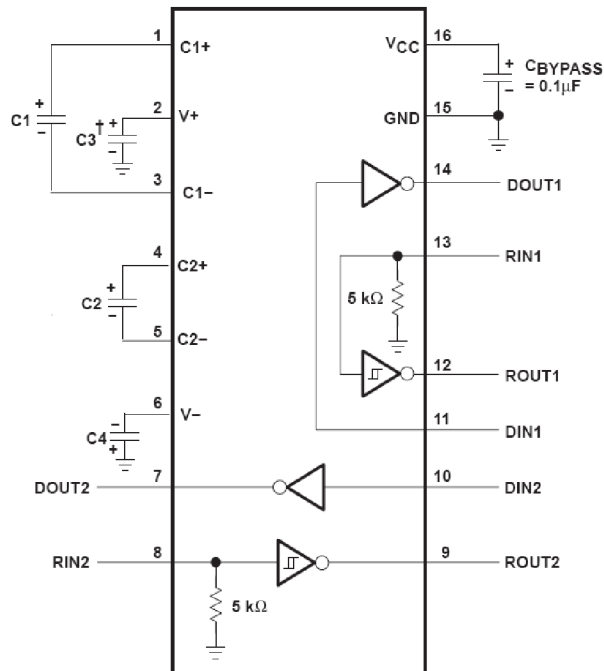 1
C1+
16
VCC
+
CBYPASS
–
= 0.1µF
+
C1
–
2
V+
+
C3†
–
15
GND
14
DOUT1
3
C1–
13
RIN1
4
C2+
5 kΩ
+
C2
–
5
C2–
12
ROUT1
6
V–
–
C4
+
11
DIN1
7
DOUT2
10
DIN2
8
RIN2
9
ROUT2
5 kΩ